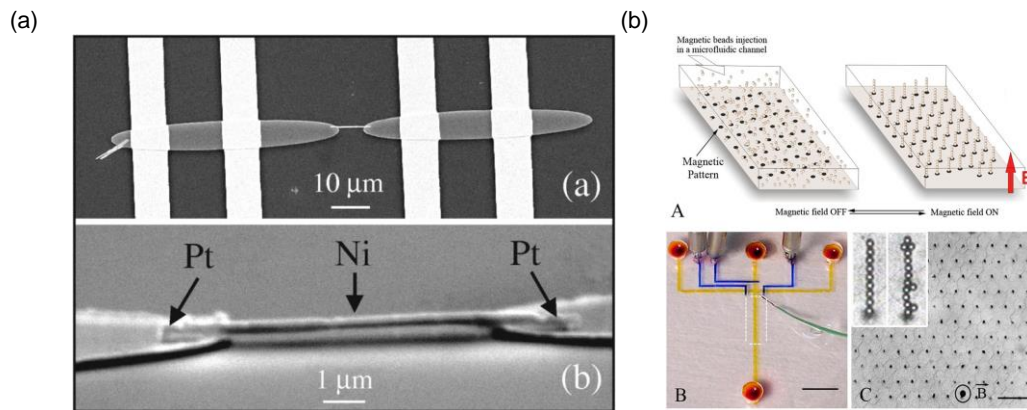 (a)
10 μm
(a)
Pt
Ni
Pt
1 μm
(b)
(b)
Magnetic beads injection
in a microfluidic channel
Magnetic
Pattern
B
A
Magnetic field OFF
Magnetic field ON
B
C
B